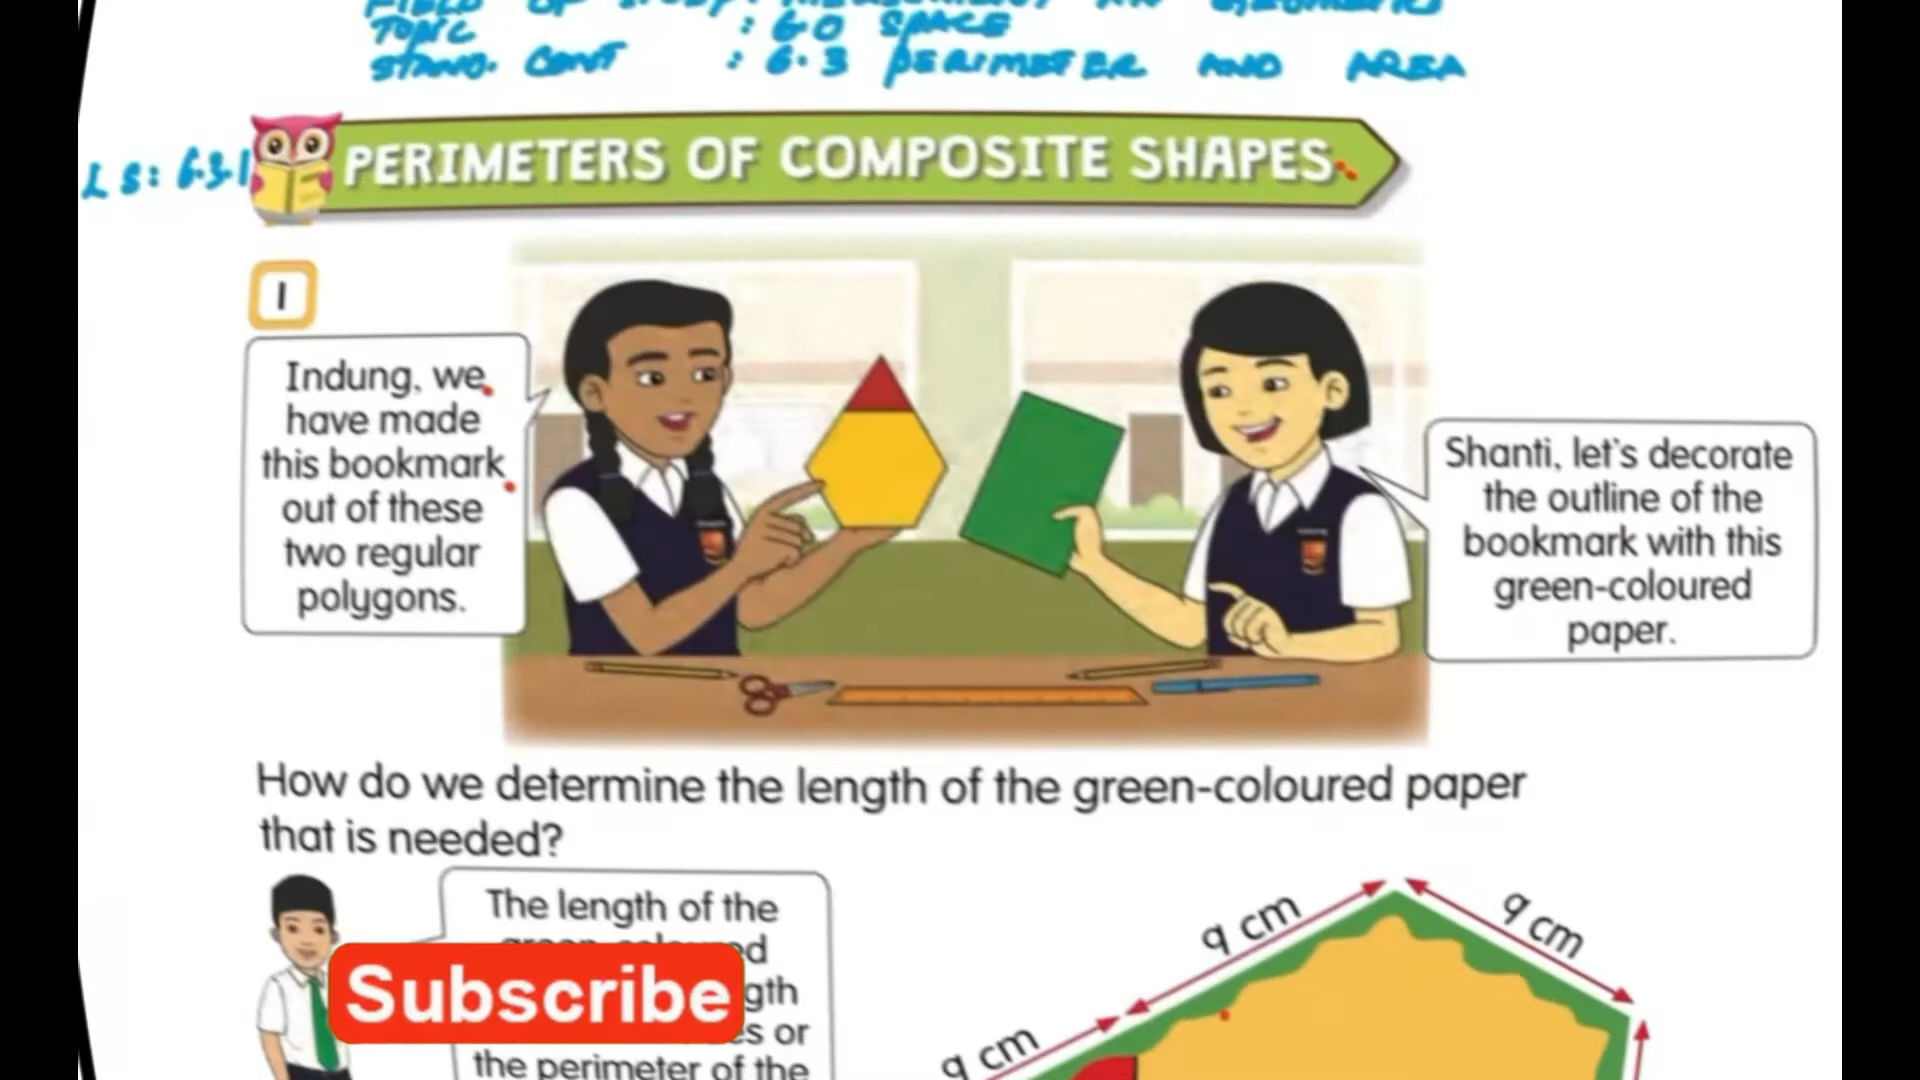 TOPIC : 6.0 SPACE
STAND. CONT : 6.3 PERIMETER AND AREA
LS: 6.3.1
PERIMETERS OF COMPOSITE SHAPES
1
Indung, we
have made
this bookmark
out of these
two regular
polygons.
Shanti, let's decorate
the outline of the
bookmark with this
green-coloured
paper.
How do we determine the length of the green-coloured paper
that is needed?
The length of the
Subscribe
the perimeter of the
9 cm
9 cm
9 cm